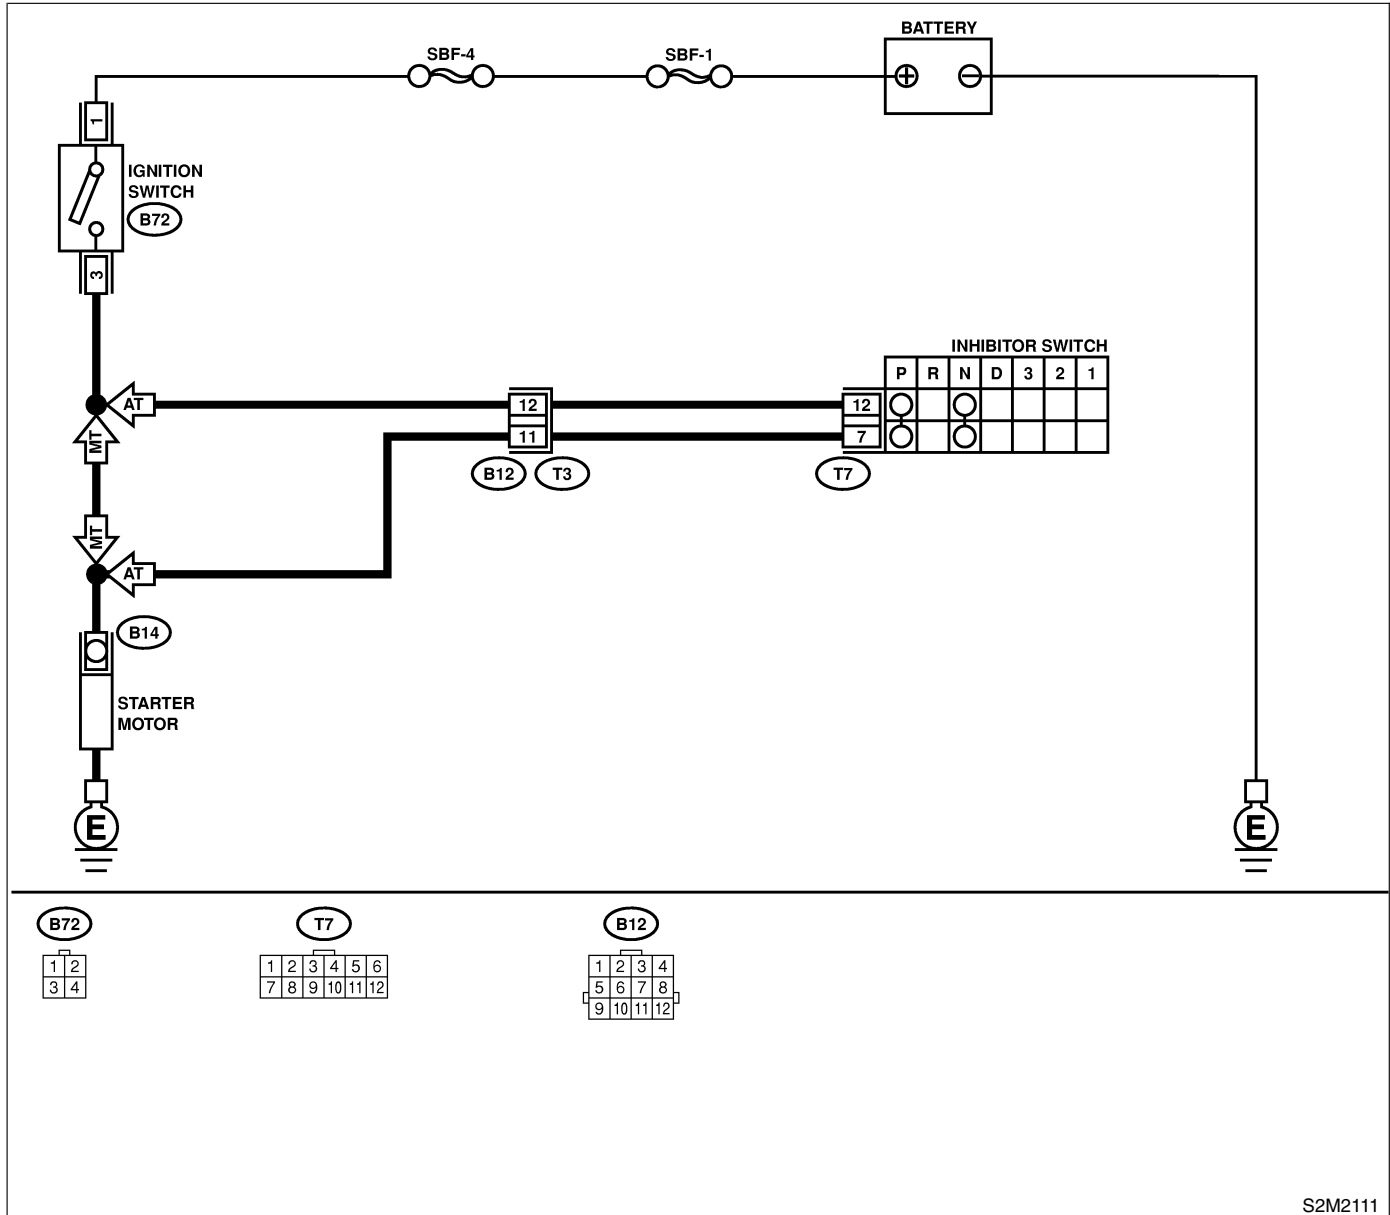 BATTERY
SBF-4
SBF-1
1
IGNITION
SWITCH
B72
3
INHIBITOR SWITCH
P R N D 3 2 1
AT
12
12
MT
11
7
B12
T3
T7
MT
AT
B14
STARTER
MOTOR
E
E
B72
T7
B12
1 2
1 2 3 4 5 6
1 2 3 4
3 4
7 8 9 10 11 12
5 6 7 8
9 10 11 12
S2M2111